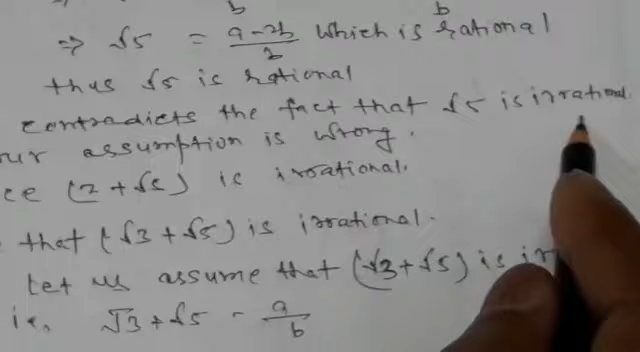 b b
⇒ √5 = a-2b/b which is rational
thus √5 is rational
contradicts the fact that √5 is irrational.
our assumption is wrong.
(2+√5) is irrational.
that (√3+√5) is irrational.
Let us assume that (√3+√5) is
i.e. √3+√5 = a/b